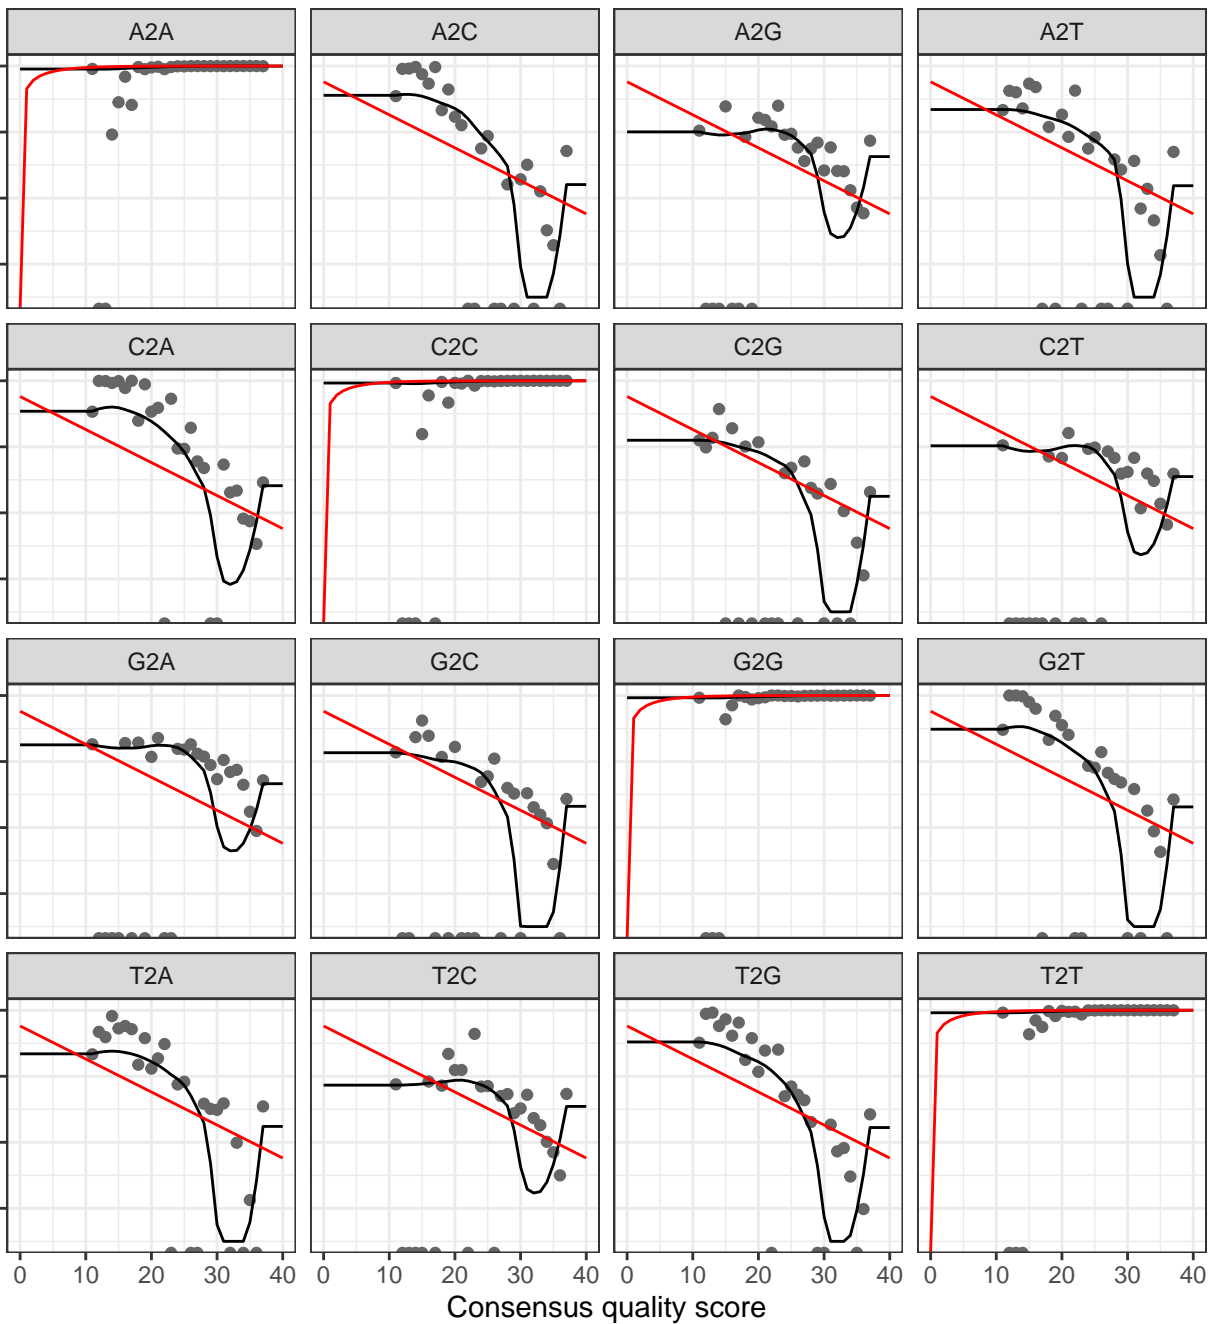 A2A A2C A2G A2T
C2A C2C C2G C2T
G2A G2C G2G G2T
T2A T2C T2G T2T
0 10 20 30 40 0 10 20 30 40 0 10 20 30 40 0 10 20 30 40
Consensus quality score